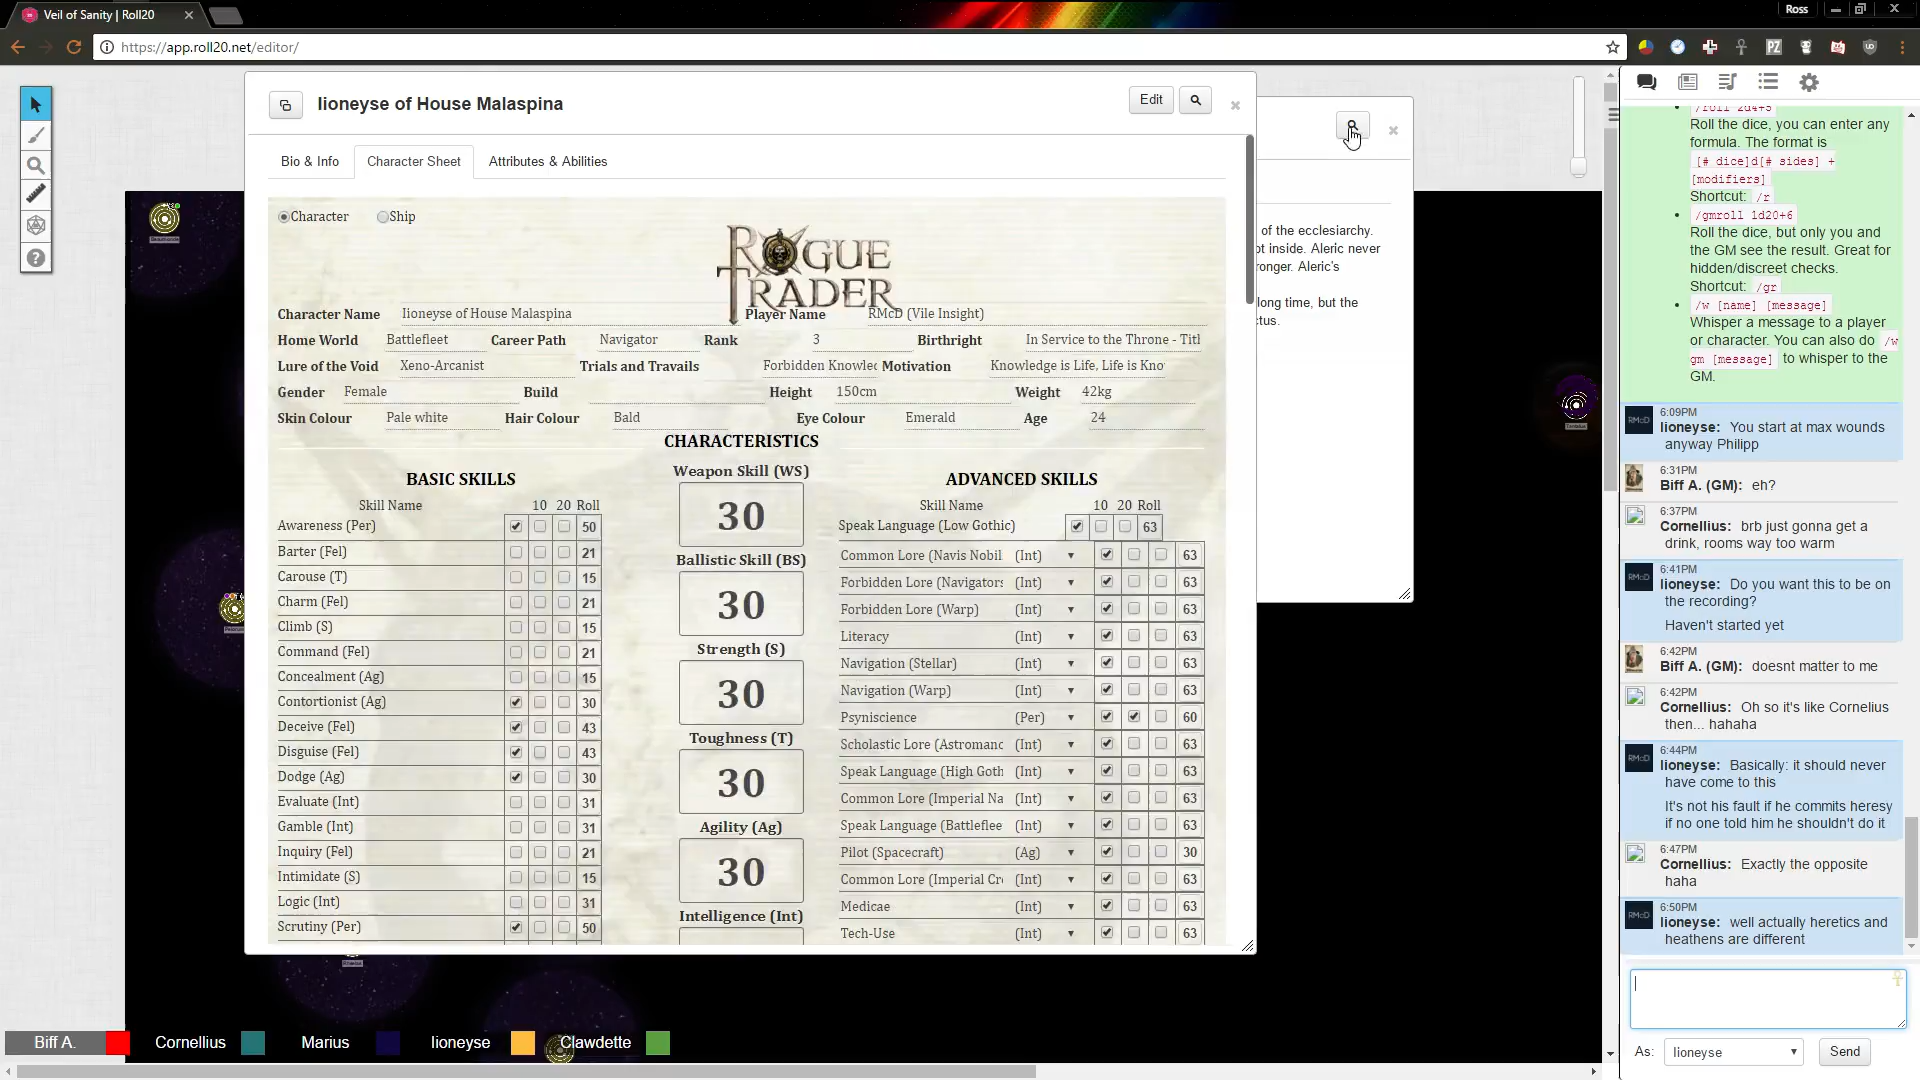 Veil of Sanity | Roll20
Ross
https://app.roll20.net/editor/
PZ
lioneyse of House Malaspina
Edit
Bio & Info
Character Sheet
Attributes & Abilities
Character
Ship
ROGUE
TRADER
Character Name lioneyse of House Malaspina Player Name RMcD (Vile Insight)
Home World Battlefleet Career Path Navigator Rank 3 Birthright In Service to the Throne - Titl
Lure of the Void Xeno-Arcanist Trials and Travails Forbidden Knowlec Motivation Knowledge is Life, Life is Kno
Gender Female Build Height 150cm Weight 42kg
Skin Colour Pale white Hair Colour Bald Eye Colour Emerald Age 24
CHARACTERISTICS
BASIC SKILLS
Skill Name 10 20 Roll
Awareness (Per) 50
Barter (Fel) 21
Carouse (T) 15
Charm (Fel) 21
Climb (S) 15
Command (Fel) 21
Concealment (Ag) 15
Contortionist (Ag) 30
Deceive (Fel) 43
Disguise (Fel) 43
Dodge (Ag) 30
Evaluate (Int) 31
Gamble (Int) 31
Inquiry (Fel) 21
Intimidate (S) 15
Logic (Int) 31
Scrutiny (Per) 50
Weapon Skill (WS)
30
Ballistic Skill (BS)
30
Strength (S)
30
Toughness (T)
30
Agility (Ag)
30
Intelligence (Int)
ADVANCED SKILLS
Skill Name 10 20 Roll
Speak Language (Low Gothic) 63
Common Lore (Navis Nobil (Int) 63
Forbidden Lore (Navigators (Int) 63
Forbidden Lore (Warp) (Int) 63
Literacy (Int) 63
Navigation (Stellar) (Int) 63
Navigation (Warp) (Int) 63
Psyniscience (Per) 60
Scholastic Lore (Astromanc (Int) 63
Speak Language (High Goth (Int) 63
Common Lore (Imperial Na (Int) 63
Speak Language (Battleflee (Int) 63
Pilot (Spacecraft) (Ag) 30
Common Lore (Imperial Cr (Int) 63
Medicae (Int) 63
Tech-Use (Int) 63
of the ecclesiarchy.
ot inside. Aleric never
ronger. Aleric's
long time, but the
ctus.
/roll 2d4+5
Roll the dice, you can enter any
formula. The format is
[# dice]d[# sides] +
[modifiers]
Shortcut: /r
/gmroll 1d20+6
Roll the dice, but only you and
the GM see the result. Great for
hidden/discreet checks.
Shortcut: /gr
/w [name] [message]
Whisper a message to a player
or character. You can also do /w
gm [message] to whisper to the
GM.
RMcD
6:09PM
lioneyse: You start at max wounds
anyway Philipp
6:31PM
Biff A. (GM): eh?
6:37PM
Cornellius: brb just gonna get a
drink, rooms way too warm
RMcD
6:41PM
lioneyse: Do you want this to be on
the recording?
Haven't started yet
6:42PM
Biff A. (GM): doesnt matter to me
6:42PM
Cornellius: Oh so it's like Cornelius
then... hahaha
RMcD
6:44PM
lioneyse: Basically: it should never
have come to this
It's not his fault if he commits heresy
if no one told him he shouldn't do it
6:47PM
Cornellius: Exactly the opposite
haha
RMcD
6:50PM
lioneyse: well actually heretics and
heathens are different
As: lioneyse Send
Biff A.
Cornellius
Marius
lioneyse
Clawdette